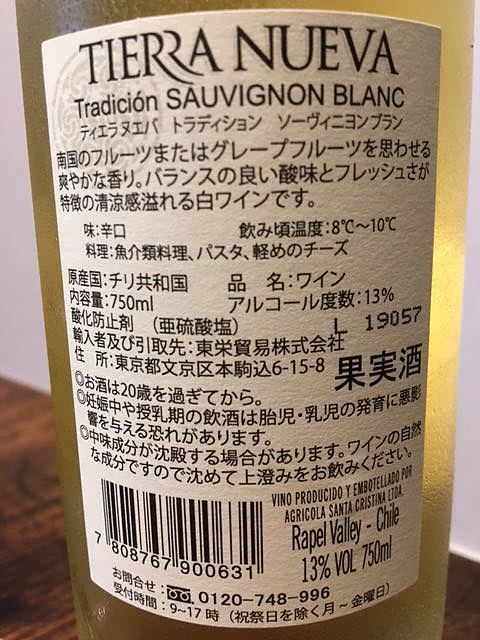 TIERRA NUEVA
Tradición SAUVIGNON BLANC
ティエラ ヌエバ トラディション ソーヴィニヨン ブラン
南国のフルーツまたはグレープフルーツを思わせる
爽やかな香り。バランスの良い酸味とフレッシュさが
特徴の清涼感溢れる白ワインです。
味:辛口 飲み頃温度:8℃~10℃
料理:魚介類料理、パスタ、軽めのチーズ
原産国:チリ共和国 品 名:ワイン
内容量:750ml アルコール度数:13%
酸化防止剤 (亜硫酸塩) L 19057
輸入者及び引取先:東栄貿易株式会社
住 所:東京都文京区本駒込6-15-8 果実酒
◎お酒は20歳を過ぎてから。
◎妊娠中や授乳期の飲酒は胎児・乳児の発育に悪影
響を与える恐れがあります。
◎中味成分が沈殿する場合があります。ワインの自然
な成分ですので沈めて上澄みをお飲みください。
VINO PRODUCIDO Y EMBOTELLADO POR
AGRICOLA SANTA CRISTINA LTDA.
Rapel Valley - Chile
13% VOL 750ml
7 808767 900631
お問合せ: 0120-748-996
受付時間:9~17時 (祝祭日を除く月~金曜日)